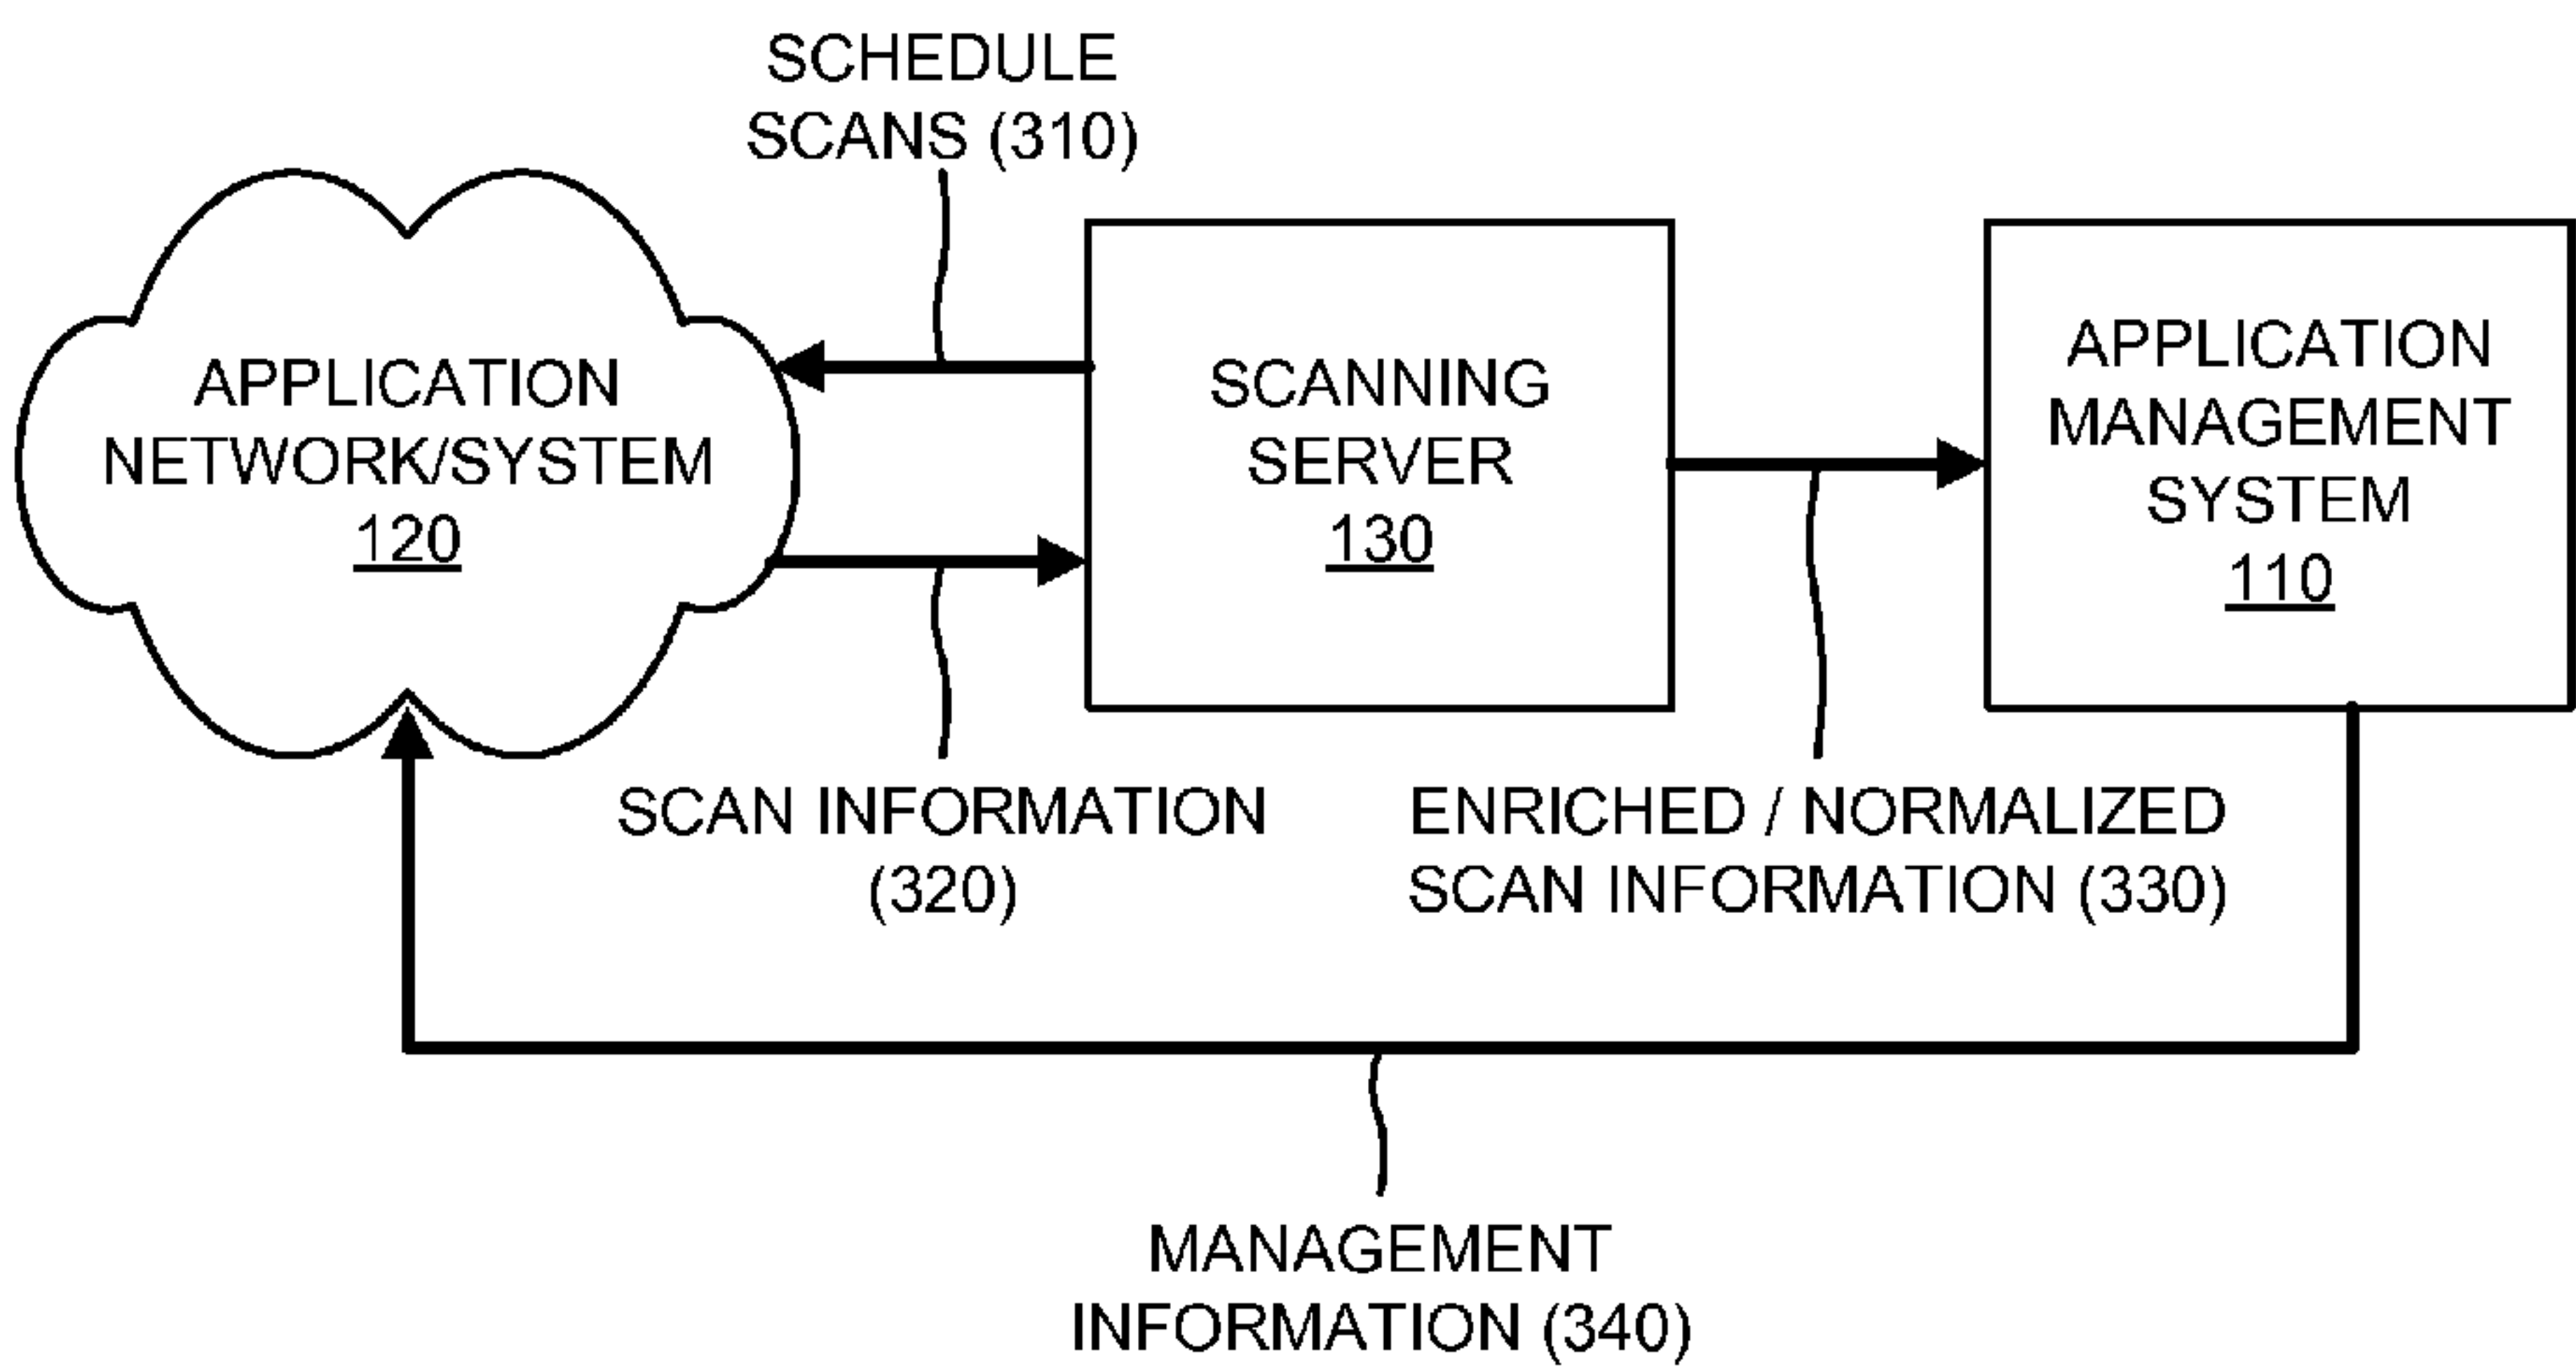 SCHEDULE
SCANS (310)
APPLICATION
NETWORK/SYSTEM
120
SCANNING
SERVER
130
APPLICATION
MANAGEMENT
SYSTEM
110
SCAN INFORMATION
(320)
ENRICHED / NORMALIZED
SCAN INFORMATION (330)
MANAGEMENT
INFORMATION (340)